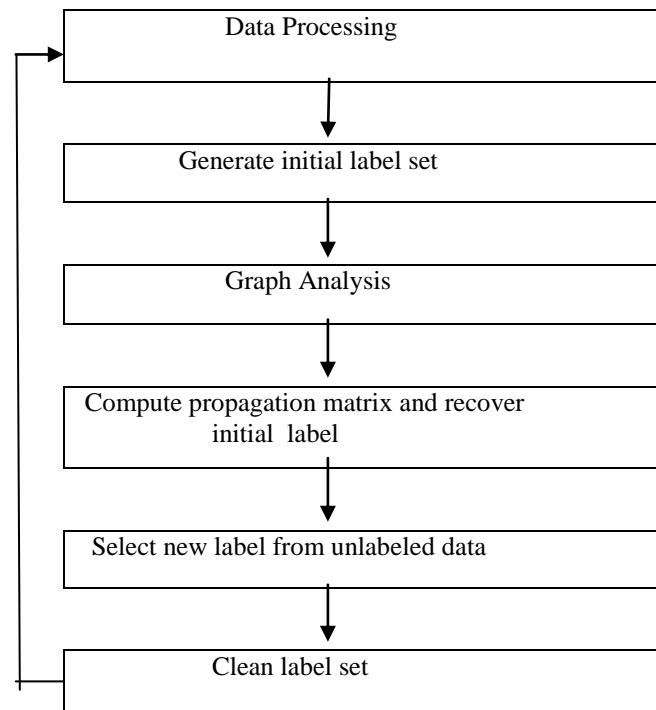 Data Processing
Generate initial label set
Graph Analysis
Compute propagation matrix and recover
initial label
Select new label from unlabeled data
Clean label set